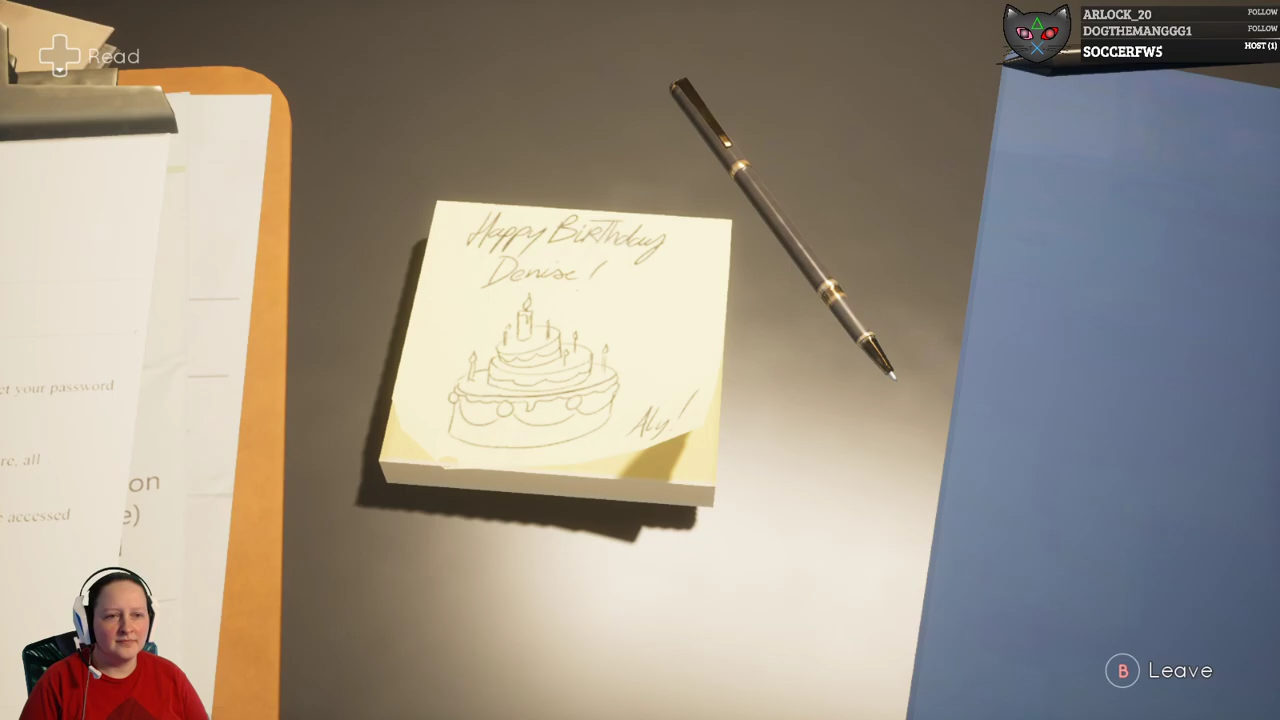 Read
ARLOCK_20
FOLLOW
DOGTHEMANGGG1
FOLLOW
SOCCERFW5
HOST (1)
Happy Birthday
Denise!
Aly!
et your password
re, all
on
e accessed
e)
B Leave